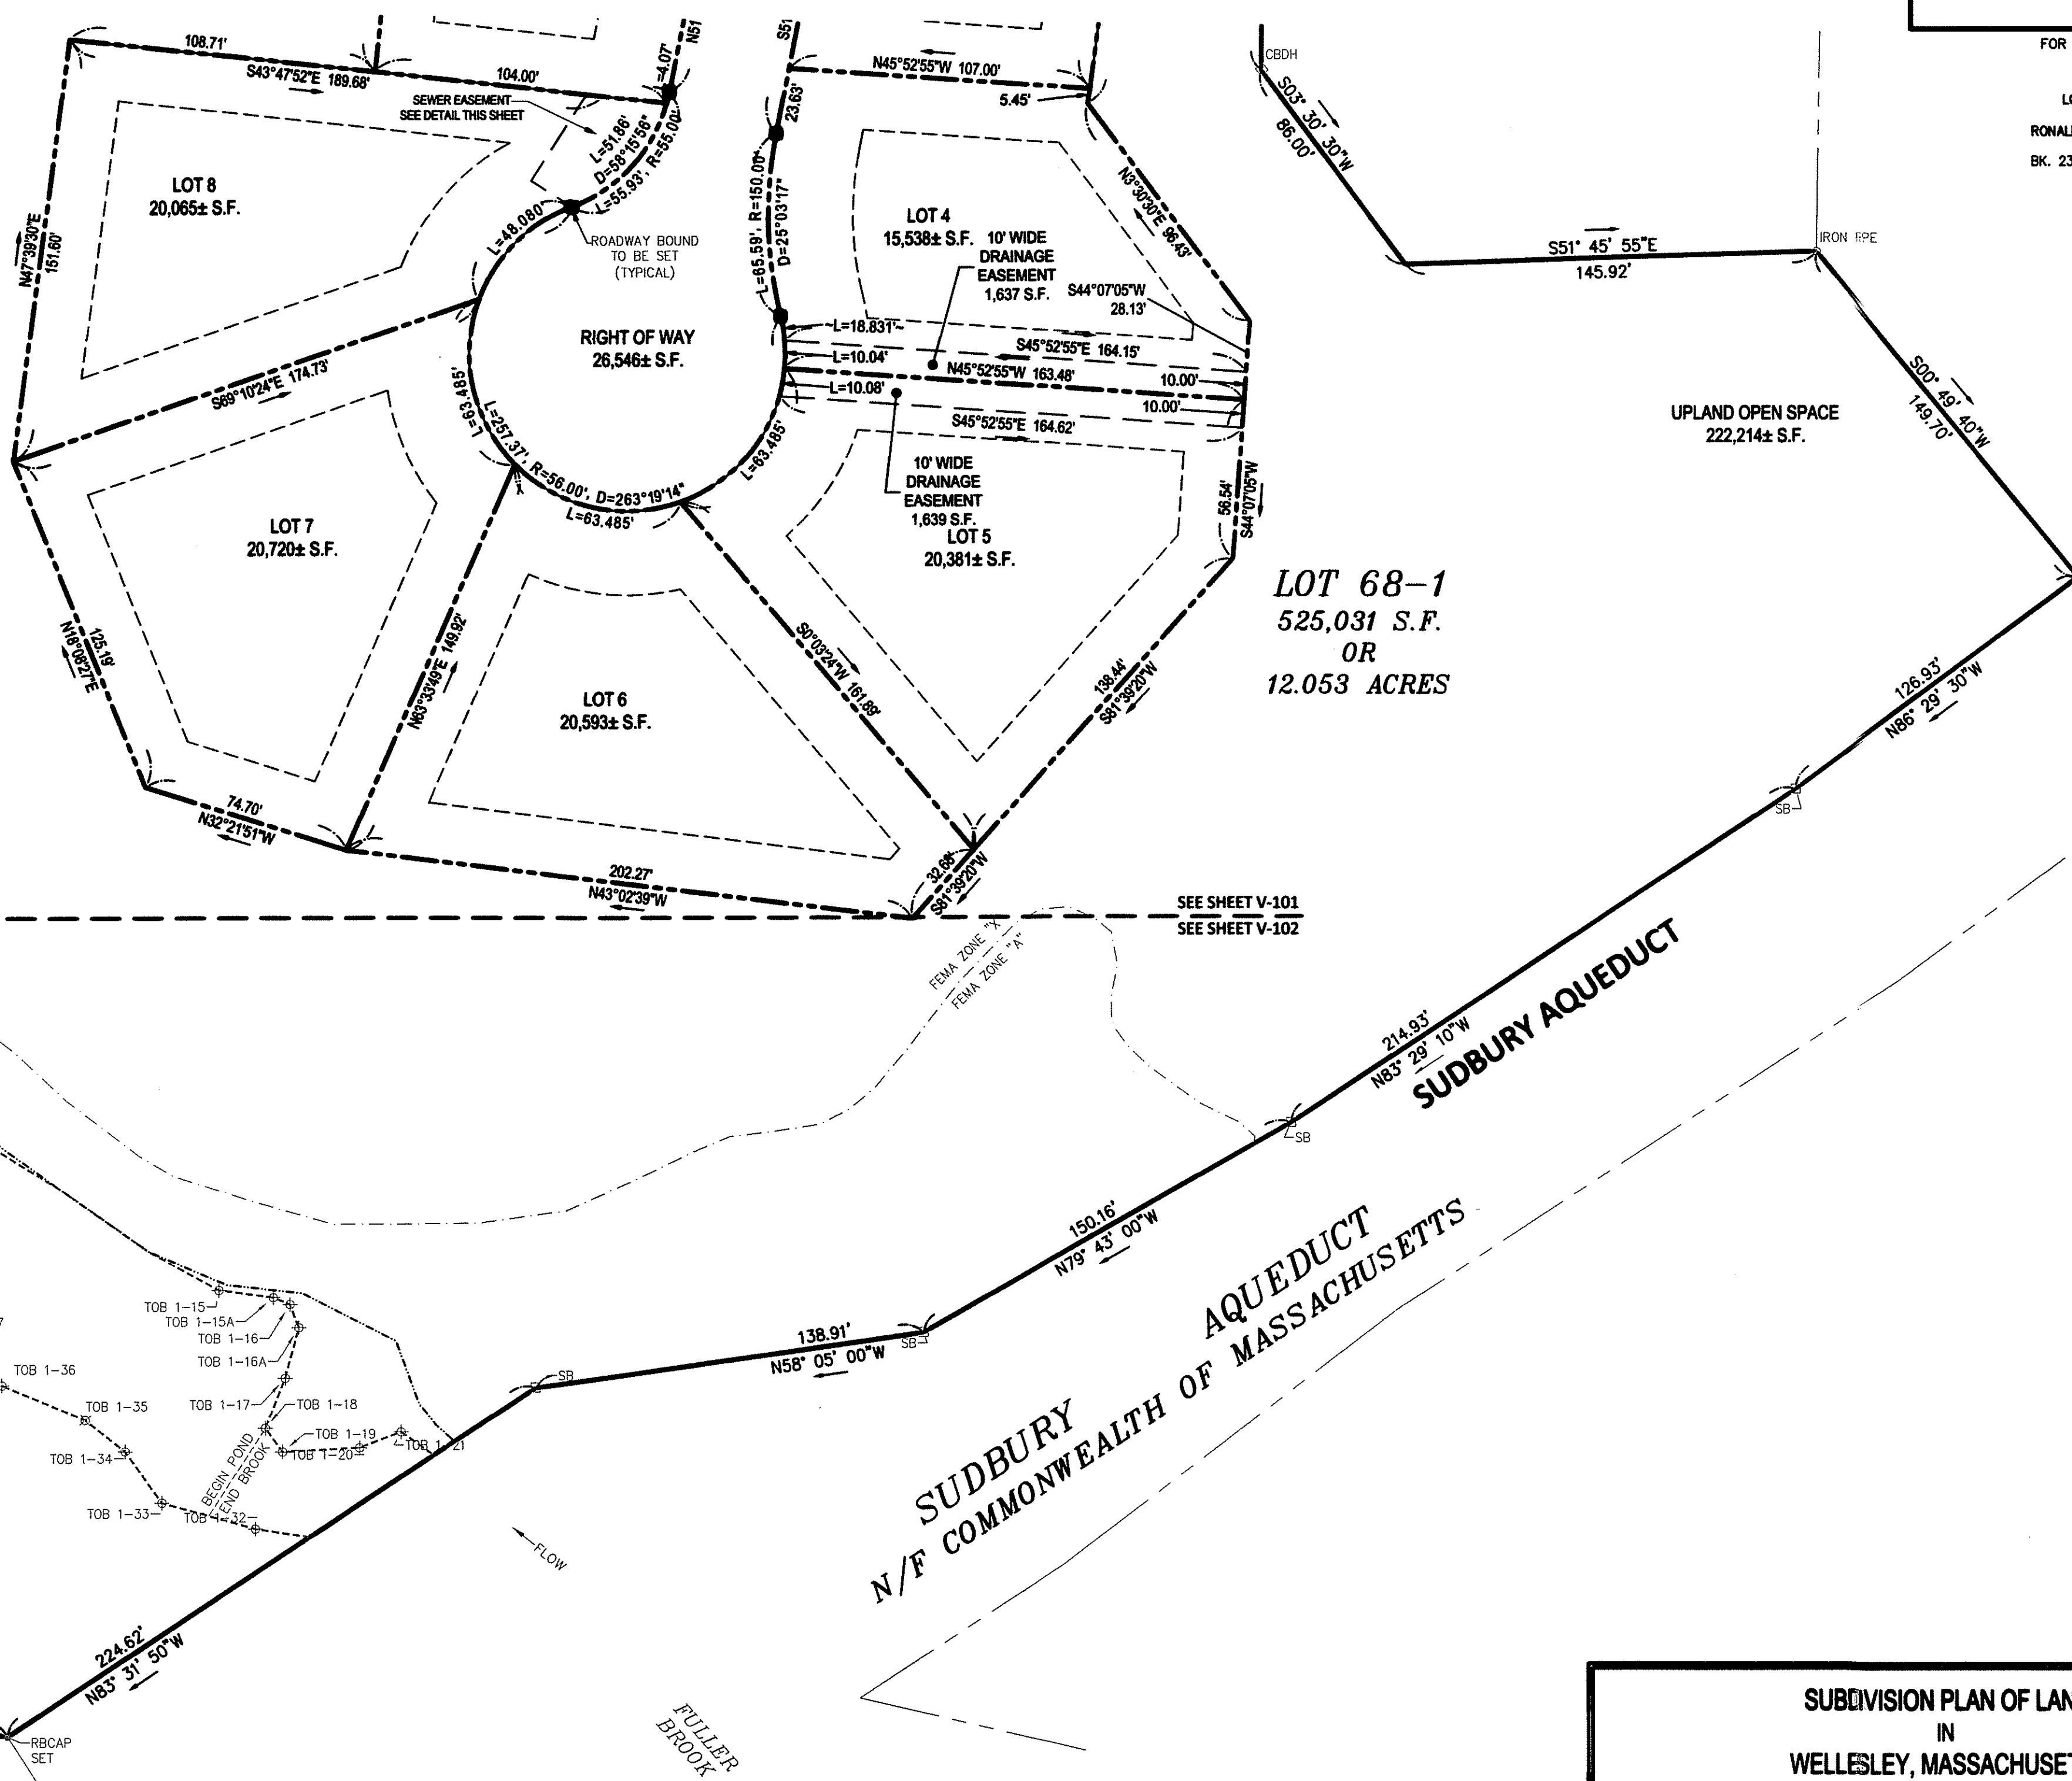 108.71'
S43°47'52"E 189.68'
104.00'
SEWER EASEMENT
SEE DETAIL THIS SHEET
L=4.07'
N51
S51
23.63'
N45°52'55"W 107.00'
5.45'
CBDH
S03° 30' 30"W
86.00'
FOR
RONAL
BK. 23
LOT 8
20,065± S.F.
N47°39'30"E
151.60'
L=51.86'
D=58°15'56"
L=55.93', R=55.00'
L=48.080'
ROADWAY BOUND
TO BE SET
(TYPICAL)
L=65.59', R=150.00'
D=25°03'17"
LOT 4
15,538± S.F.
10' WIDE
DRAINAGE
EASEMENT
1,637 S.F.
N3°30'30"E 96.43'
S44°07'05"W
28.13'
S51° 45' 55"E
145.92'
IRON
RIGHT OF WAY
26,546± S.F.
L=18.831'
L=10.04'
L=10.08'
S45°52'55"E 164.15'
N45°52'55"W 163.48'
10.00'
10.00'
S45°52'55"E 164.62'
S69°10'24"E 174.73'
L=63.485'
L=257.37', R=56.00', D=263°19'14"
L=63.485'
L=63.485'
10' WIDE
DRAINAGE
EASEMENT
1,639 S.F.
LOT 5
20,381± S.F.
56.54'
S44°07'05"W
UPLAND OPEN SPACE
222,214± S.F.
S00° 49' 40"W
149.70'
LOT 7
20,720± S.F.
LOT 68-1
525,031 S.F.
OR
12.053 ACRES
125.19'
N18°08'27"E
N63°33'49"E 149.92'
LOT 6
20,593± S.F.
S0°03'24"W 161.89'
138.44'
S81°39'20"W
126.93'
N86° 29' 30"W
SB
74.70'
N32°21'51"W
202.27'
N43°02'39"W
32.68'
S81°39'20"W
SEE SHEET V-101
SEE SHEET V-102
FEMA ZONE "X"
FEMA ZONE "A"
214.93'
N83° 29' 10"W
SUDBURY AQUEDUCT
SB
150.16'
N79° 43' 00"W
SUDBURY AQUEDUCT
N/F COMMONWEALTH OF MASSACHUSETTS
138.91'
N58° 05' 00"W
SB
SB
TOB 1-15
TOB 1-15A
TOB 1-16
TOB 1-16A
TOB 1-17
TOB 1-18
TOB 1-19
TOB 1-20
TOB 1-21
TOB 1-36
TOB 1-35
TOB 1-34
TOB 1-33
TOB 1-32
BEGIN POND
END BROOK
FLOW
224.62'
N83° 31' 50"W
RBCAP
SET
FULLER
BROOK
SUBDIVISION PLAN OF LAN
IN
WELLESLEY, MASSACHUSET